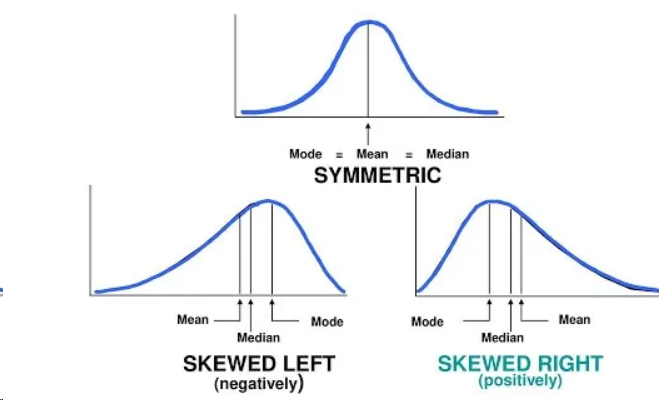 Mode = Mean = Median
SYMMETRIC
Mean
Mode
Median
SKEWED LEFT
(negatively)
Mode
Mean
Median
SKEWED RIGHT
(positively)